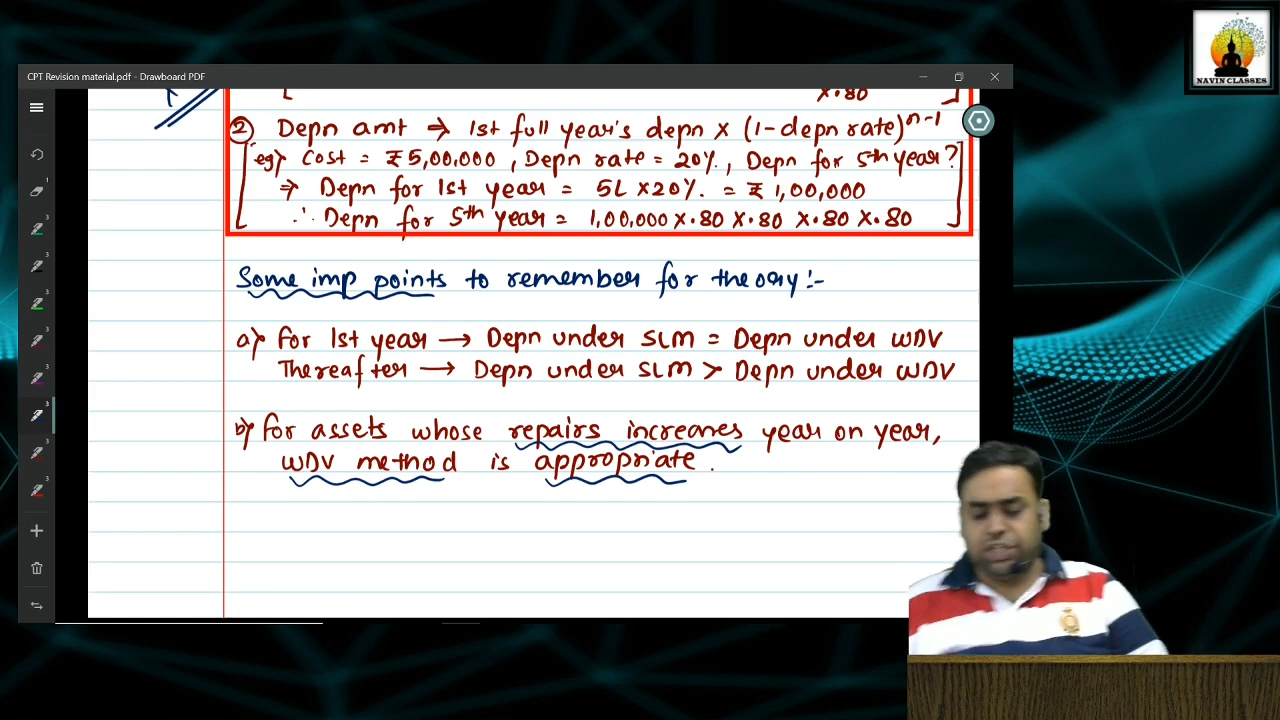 NAVIN CLASSES
CPT Revision material.pdf - Drawboard PDF
x.80
② Depn amt ⇒ 1st full year's depn x (1-depn rate)^n-1
eg) Cost = ₹5,00,000, Depn rate = 20%, Depn for 5th year?
⇒ Depn for 1st year = 5L x20% = ₹ 1,00,000
∴ Depn for 5th year = 1,00,000 x.80 x.80 x.80 x.80
Some imp points to remember for theory:-
a) For 1st year → Depn under SLM = Depn under WDV
Thereafter → Depn under SLM > Depn under WDV
b) For assets whose repairs increases year on year,
WDV method is appropriate.